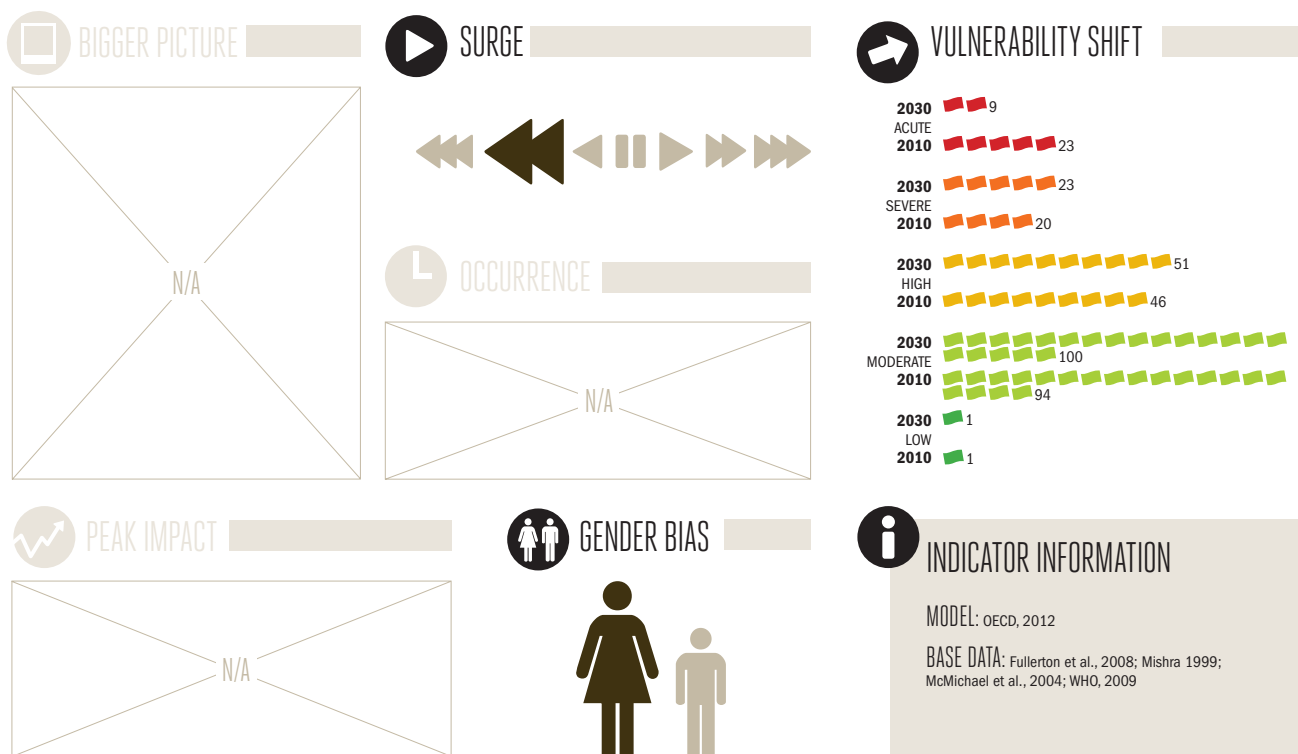 BIGGER PICTURE
N/A
SURGE
OCCURRENCE
N/A
VULNERABILITY SHIFT
2030 9
ACUTE
2010 23
2030 23
SEVERE
2010 20
2030 51
HIGH
2010 46
2030
MODERATE 100
2010
94
2030 1
LOW
2010 1
PEAK IMPACT
N/A
GENDER BIAS
INDICATOR INFORMATION
MODEL: OECD, 2012
BASE DATA: Fullerton et al., 2008; Mishra 1999;
McMichael et al., 2004; WHO, 2009